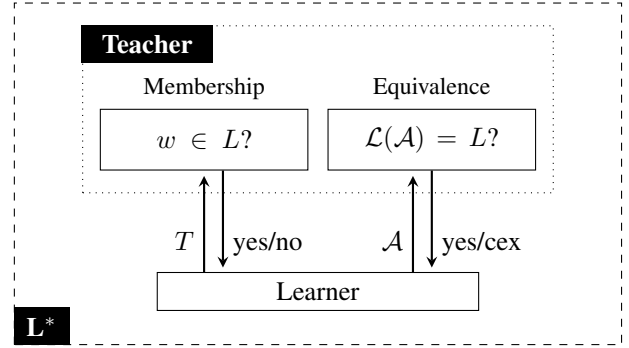 Teacher
Membership Equivalence
w ∈ L? ℒ(𝒜) = L?
T yes/no 𝒜 yes/cex
Learner
L*